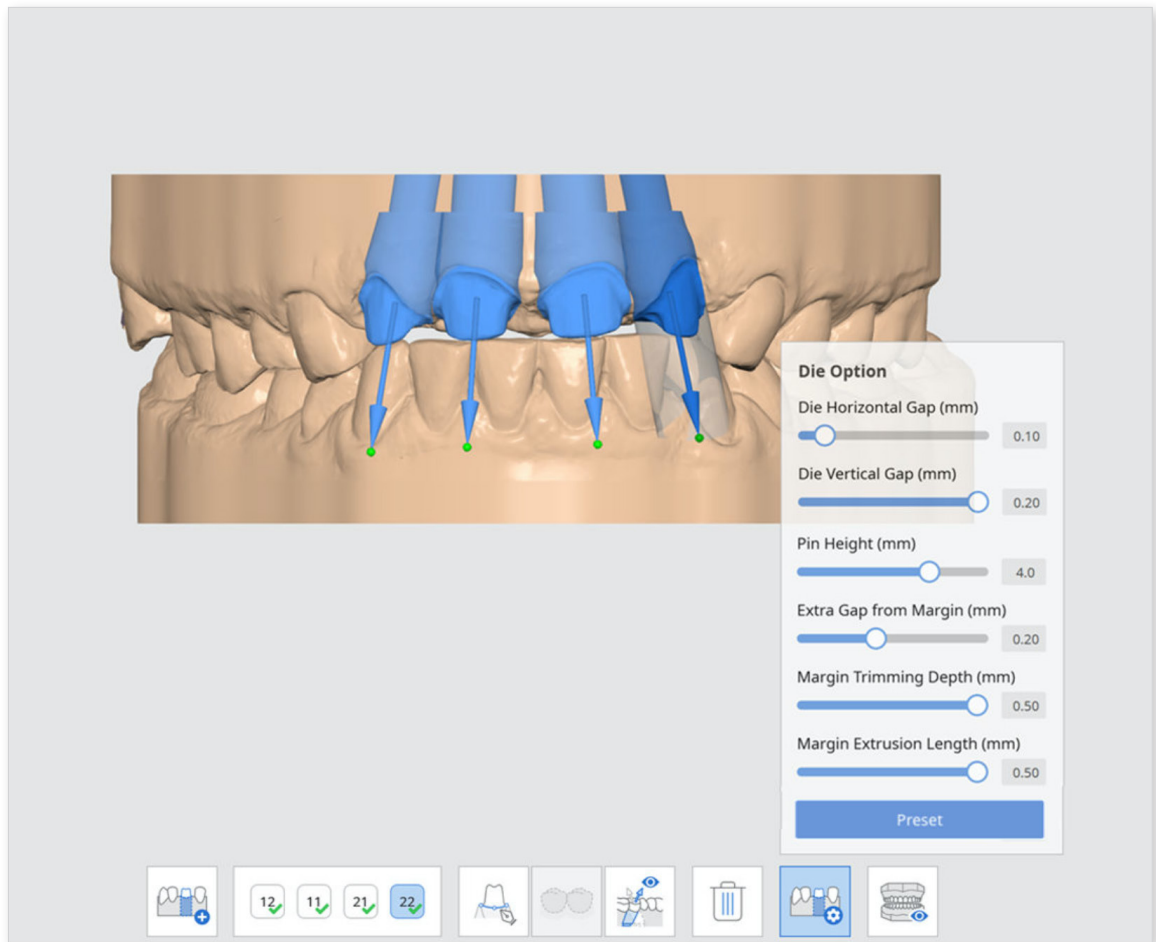 Die Option
Die Horizontal Gap (mm)
0.10
Die Vertical Gap (mm)
0.20
Pin Height (mm)
4.0
Extra Gap from Margin (mm)
0.20
Margin Trimming Depth (mm)
0.50
Margin Extrusion Length (mm)
0.50
Preset
12 11 21 22